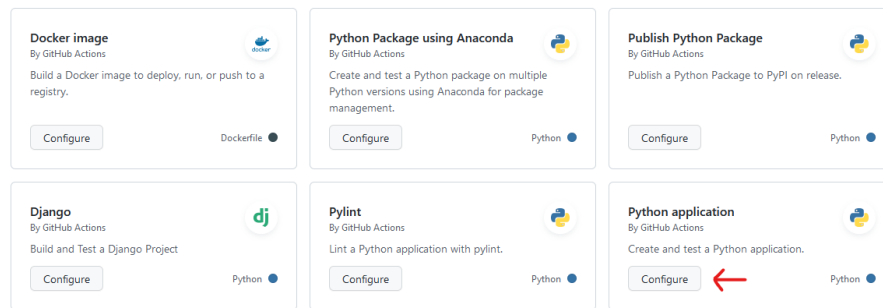 Docker image
By GitHub Actions
Build a Docker image to deploy, run, or push to a
registry.
Configure
Dockerfile
Python Package using Anaconda
By GitHub Actions
Create and test a Python package on multiple
Python versions using Anaconda for package
management.
Configure
Python
Publish Python Package
By GitHub Actions
Publish a Python Package to PyPI on release.
Configure
Python
Django
By GitHub Actions
Build and Test a Django Project
Configure
Python
dj
Pylint
By GitHub Actions
Lint a Python application with pylint.
Configure
Python
Python application
By GitHub Actions
Create and test a Python application.
Configure
Python